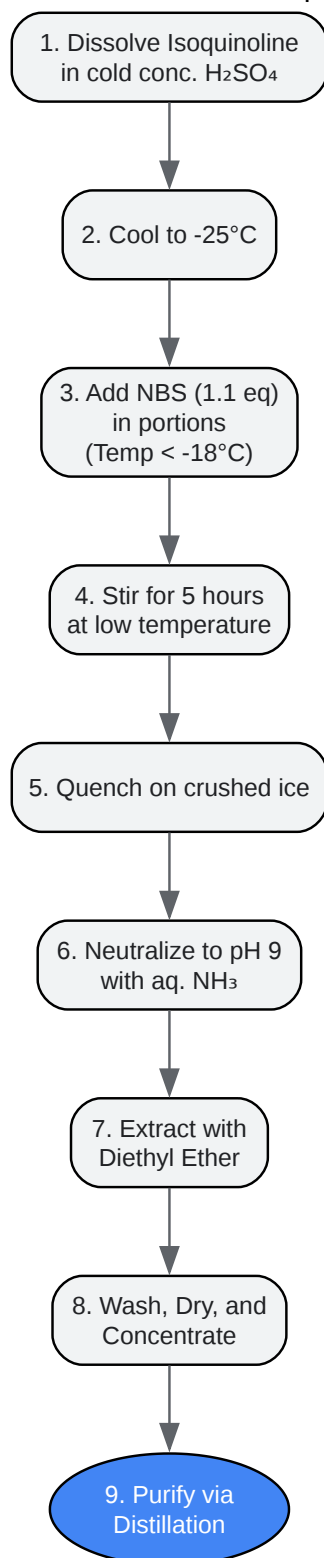 1. Dissolve Isoquinoline
in cold conc. H₂SO₄
2. Cool to -25°C
3. Add NBS (1.1 eq)
in portions
(Temp < -18°C)
4. Stir for 5 hours
at low temperature
5. Quench on crushed ice
6. Neutralize to pH 9
with aq. NH₃
7. Extract with
Diethyl Ether
8. Wash, Dry, and
Concentrate
9. Purify via
Distillation